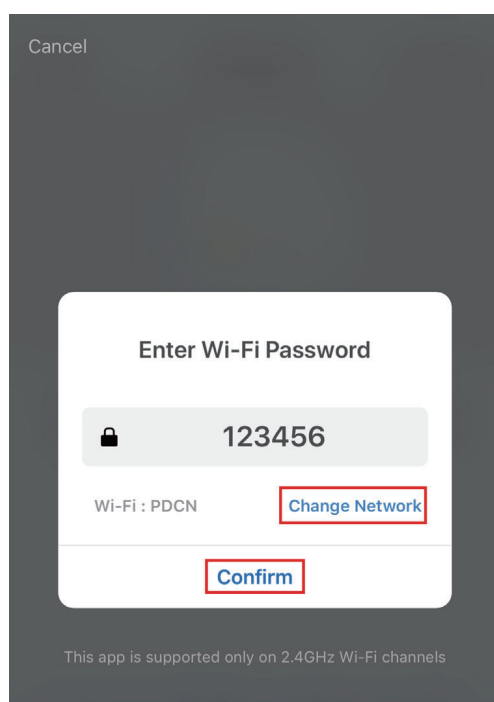 Cancel
Enter Wi-Fi Password
123456
Wi-Fi : PDCN Change Network
Confirm
This app is supported only on 2.4GHz Wi-Fi channels